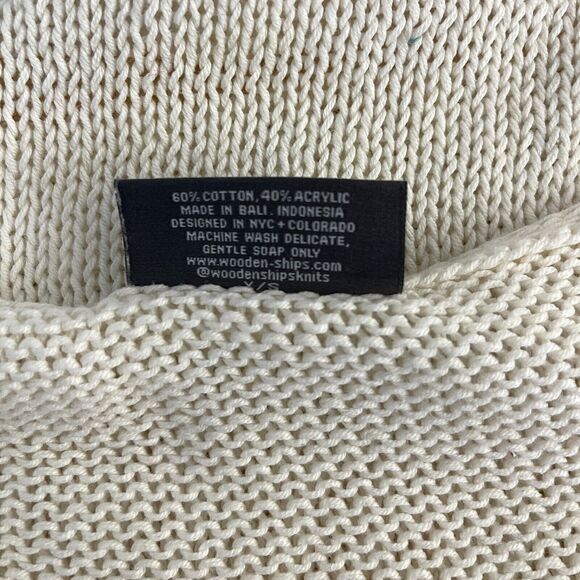 60% COTTON, 40% ACRYLIC
MADE IN BALI. INDONESIA
DESIGNED IN NYC + COLORADO
MACHINE WASH DELICATE,
GENTLE SOAP ONLY
www.wooden-ships.com
@woodenshipsknits